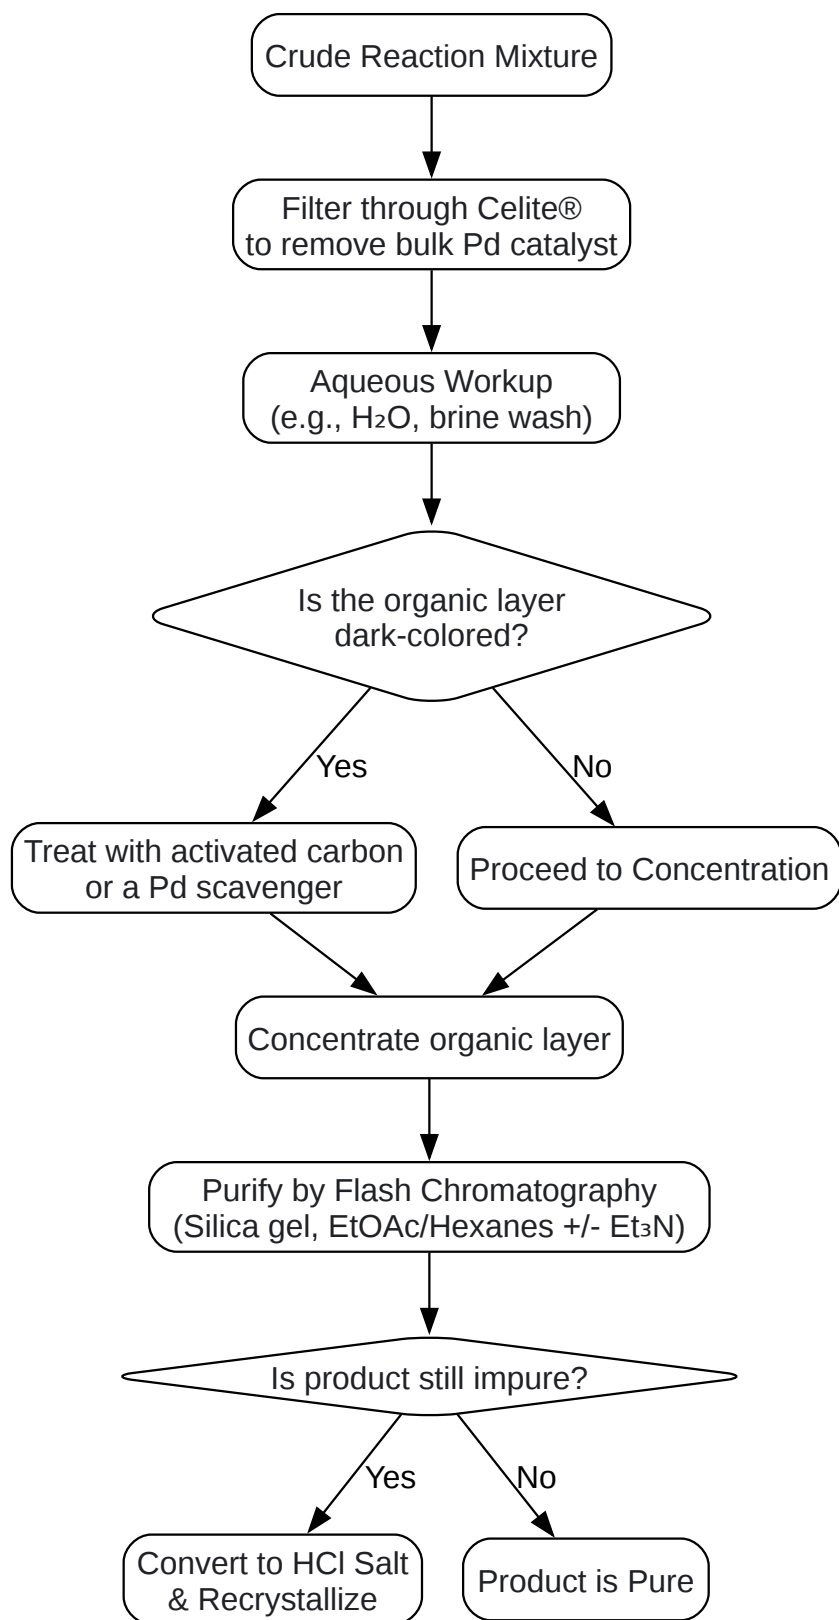 Crude Reaction Mixture
Filter through Celite®
to remove bulk Pd catalyst
Aqueous Workup
(e.g., H₂O, brine wash)
Is the organic layer
dark-colored?
Yes
No
Treat with activated carbon
or a Pd scavenger
Proceed to Concentration
Concentrate organic layer
Purify by Flash Chromatography
(Silica gel, EtOAc/Hexanes +/- Et₃N)
Is product still impure?
Yes
No
Convert to HCl Salt
& Recrystallize
Product is Pure